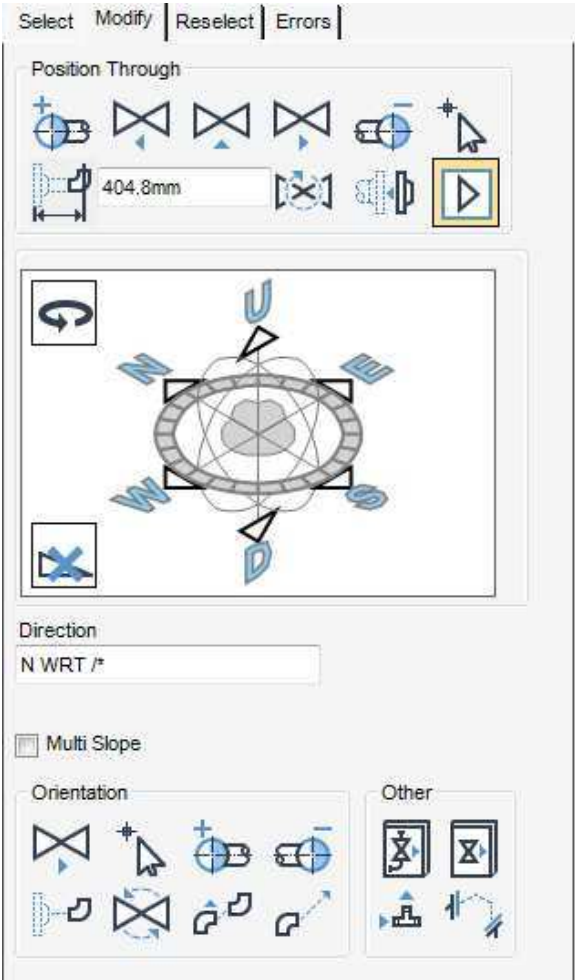 Select Modify Reselect Errors
Position Through
404.8mm
U
N E
W S
D
Direction
N WRT /*
Multi Slope
Orientation Other